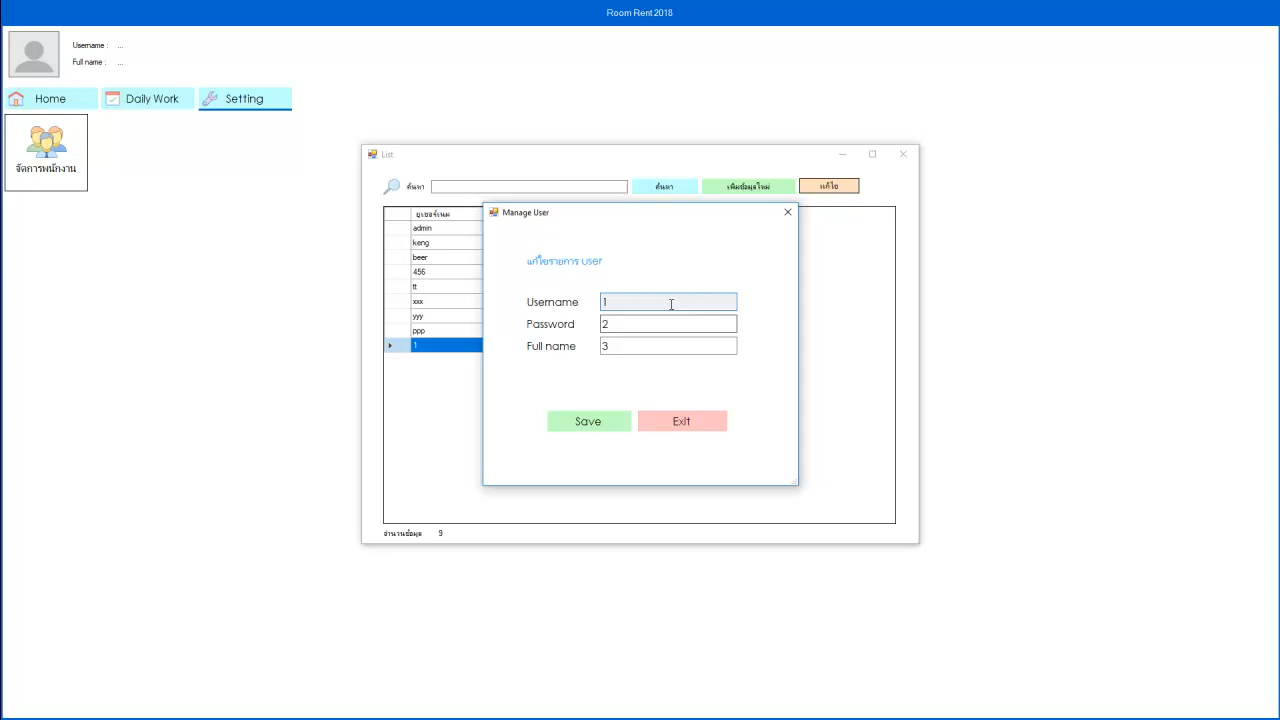 Room Rent 2018
Username : ...
Full name : ...
Home
Daily Work
Setting
จัดการพนักงาน
List
ค้นหา
ค้นหา
เพิ่มข้อมูลใหม่
แก้ไข
ยูเซอร์เนม
admin
keng
beer
456
tt
xxx
yyy
ppp
1
Manage User
แก้ไขรายการ user
Username 1
Password 2
Full name 3
Save
Exit
จำนวนข้อมูล 9